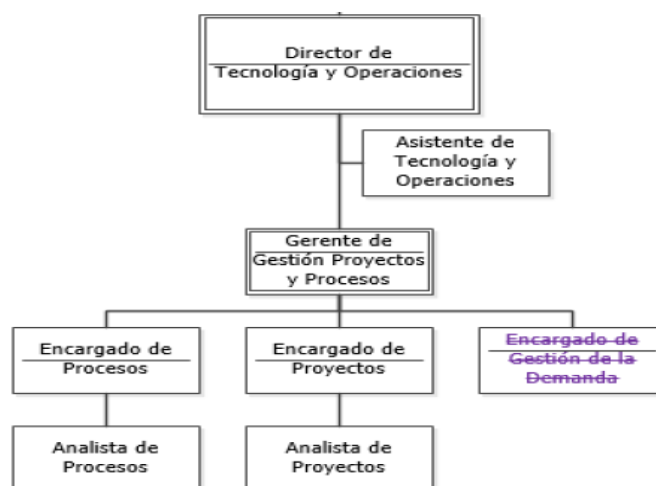 Director de
Tecnología y Operaciones
Asistente de
Tecnología y
Operaciones
Gerente de
Gestión Proyectos
y Procesos
Encargado de
Procesos
Encargado de
Proyectos
Encargado de
Gestión de la
Demanda
Analista de
Procesos
Analista de
Proyectos